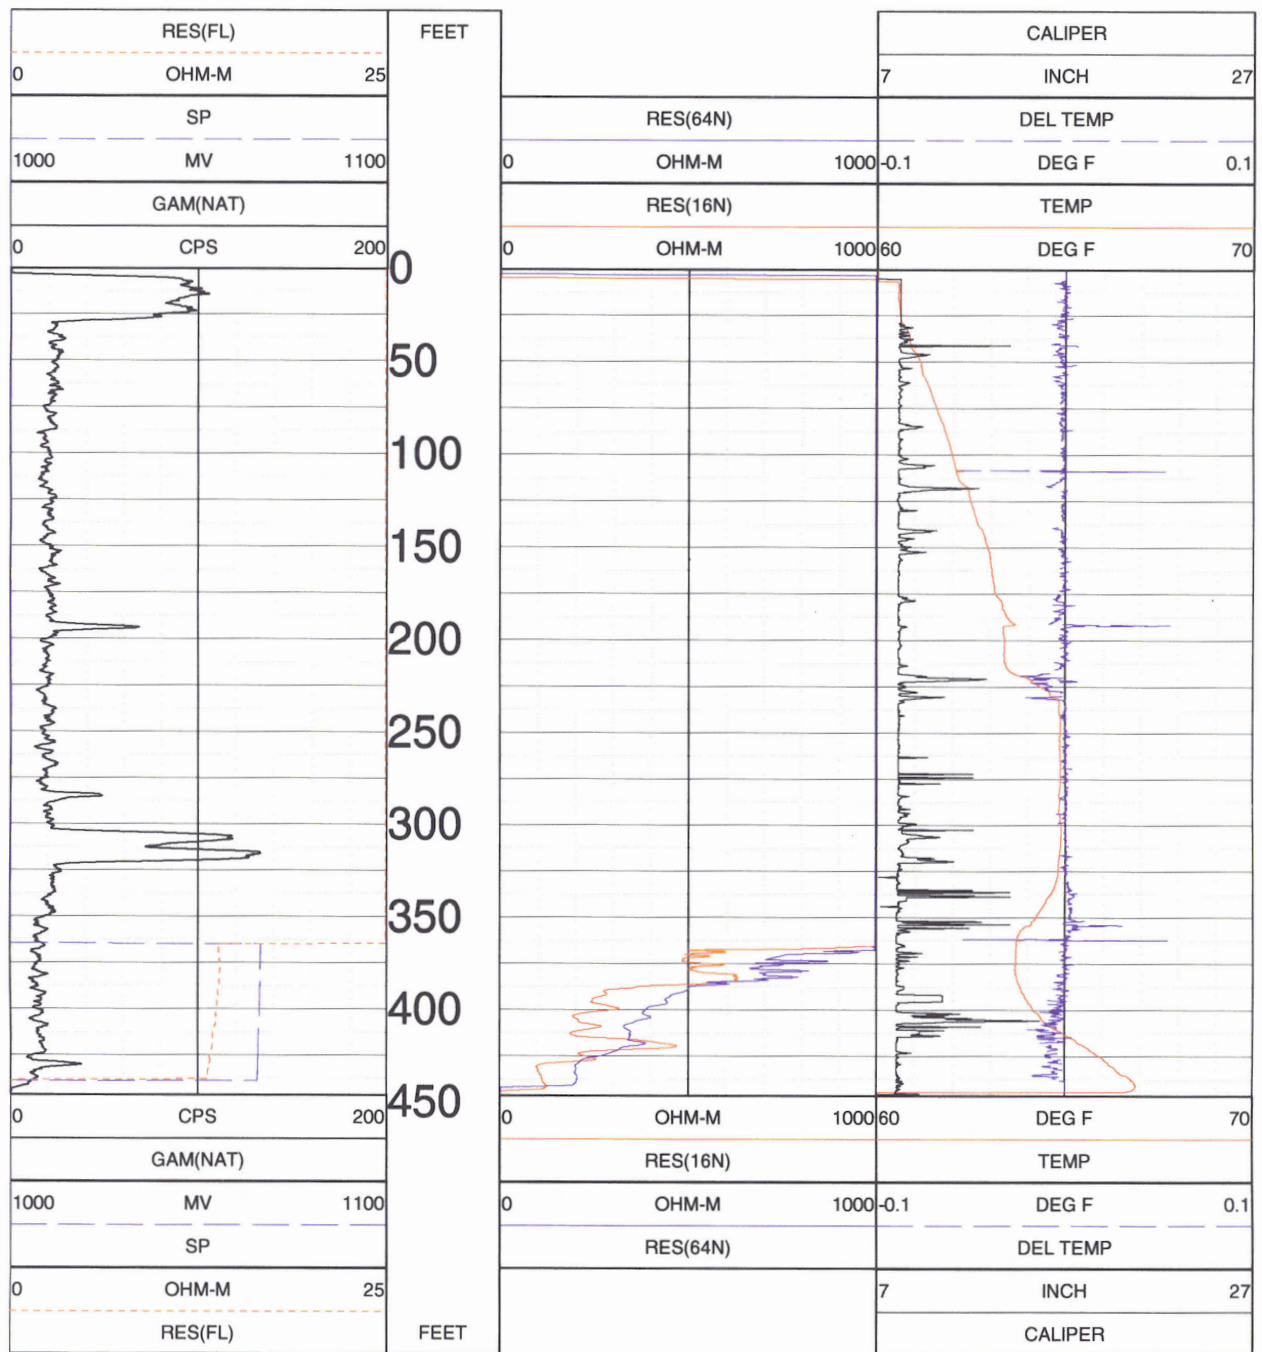 RES(FL) FEET CALIPER
0 OHM-M 25 7 INCH 27
SP RES(64N) DEL TEMP
1000 MV 1100 0 OHM-M 1000 -0.1 DEG F 0.1
GAM(NAT) RES(16N) TEMP
0 CPS 200 0 OHM-M 1000 60 DEG F 70
0
50
100
150
200
250
300
350
400
450
0 CPS 200 0 OHM-M 1000 60 DEG F 70
GAM(NAT) RES(16N) TEMP
1000 MV 1100 0 OHM-M 1000 -0.1 DEG F 0.1
SP RES(64N) DEL TEMP
0 OHM-M 25 7 INCH 27
RES(FL) FEET CALIPER